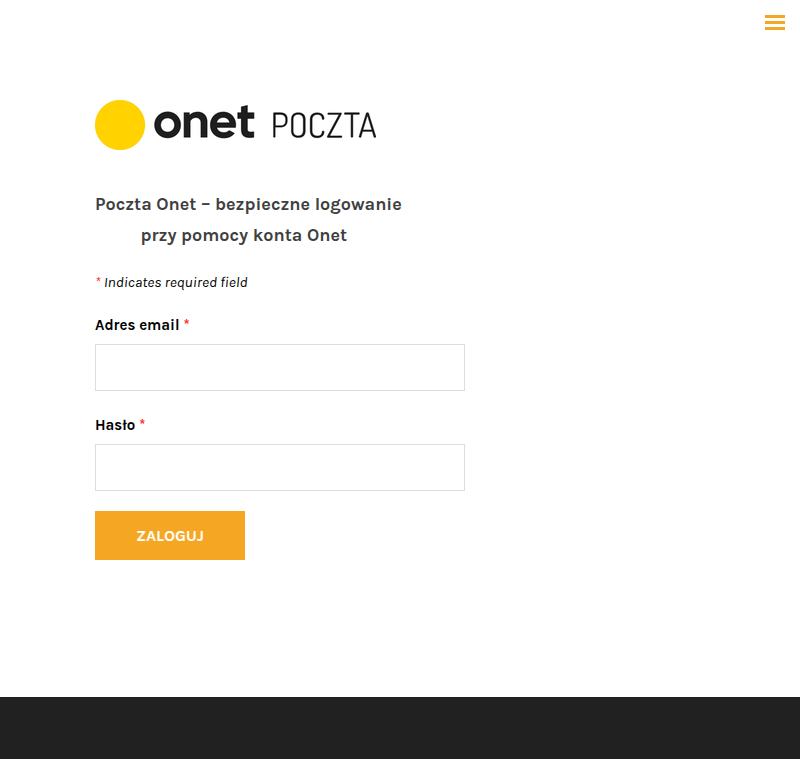 onet POCZTA
Poczta Onet – bezpieczne logowanie
przy pomocy konta Onet
* Indicates required field
Adres email *
Hasło *
ZALOGUJ